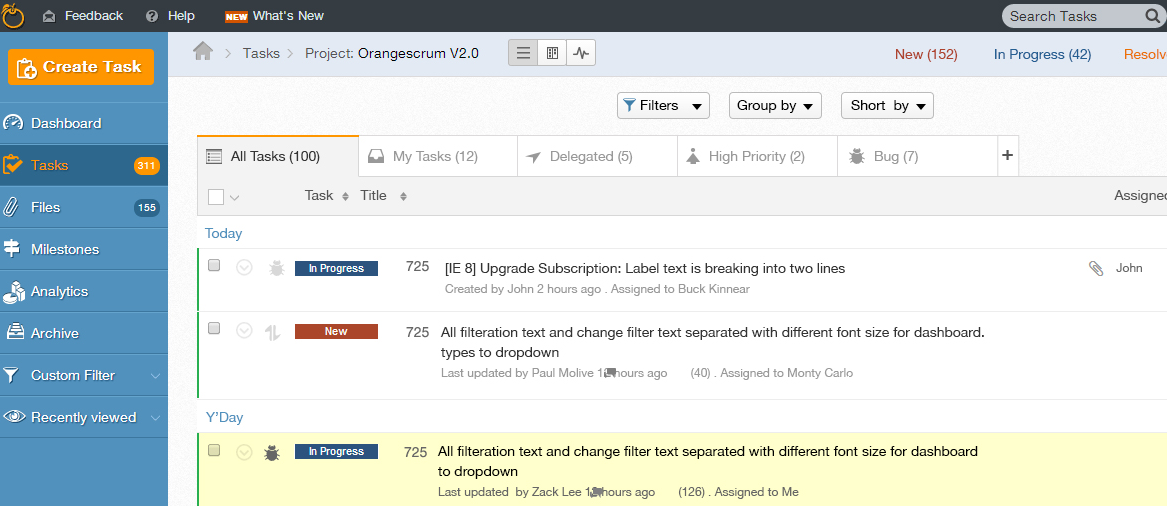 Feedback Help NEW What's New Search Tasks
Create Task
Tasks Project: Orangescrum V2.0 New (152) In Progress (42) Resolv
Filters Group by Short by
Dashboard
Tasks 311
Files 155
Milestones
Analytics
Archive
Custom Filter
Recently viewed
All Tasks (100) My Tasks (12) Delegated (5) High Priority (2) Bug (7) +
Task Title Assigned
Today
In Progress 725 [IE 8] Upgrade Subscription: Label text is breaking into two lines John
Created by John 2 hours ago . Assigned to Buck Kinnear
New 725 All filteration text and change filter text separated with different font size for dashboard.
types to dropdown
Last updated by Paul Molive hours ago (40) . Assigned to Monty Carlo
Y'Day
In Progress 725 All filteration text and change filter text separated with different font size for dashboard
to dropdown
Last updated by Zack Lee hours ago (126) . Assigned to Me